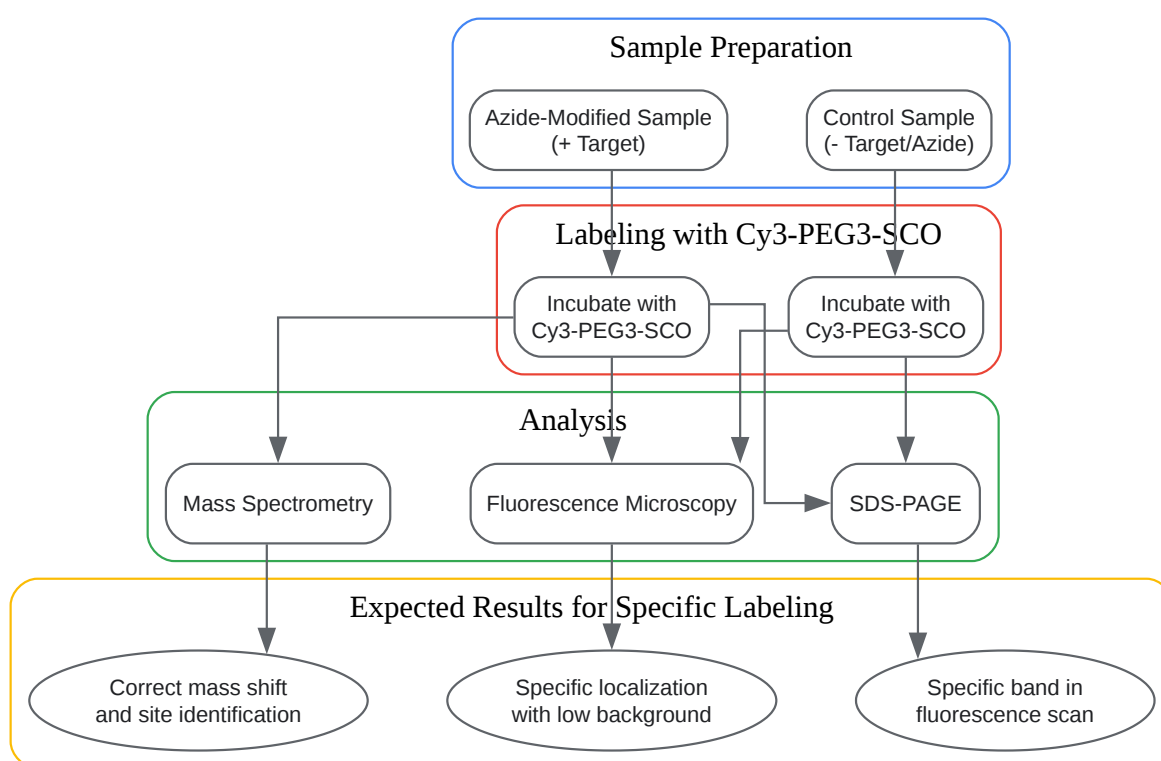 Sample Preparation
Azide-Modified Sample
(+ Target)
Control Sample
(- Target/Azide)
Labeling with Cy3-PEG3-SCO
Incubate with
Cy3-PEG3-SCO
Incubate with
Cy3-PEG3-SCO
Analysis
Mass Spectrometry
Fluorescence Microscopy
SDS-PAGE
Expected Results for Specific Labeling
Correct mass shift
and site identification
Specific localization
with low background
Specific band in
fluorescence scan